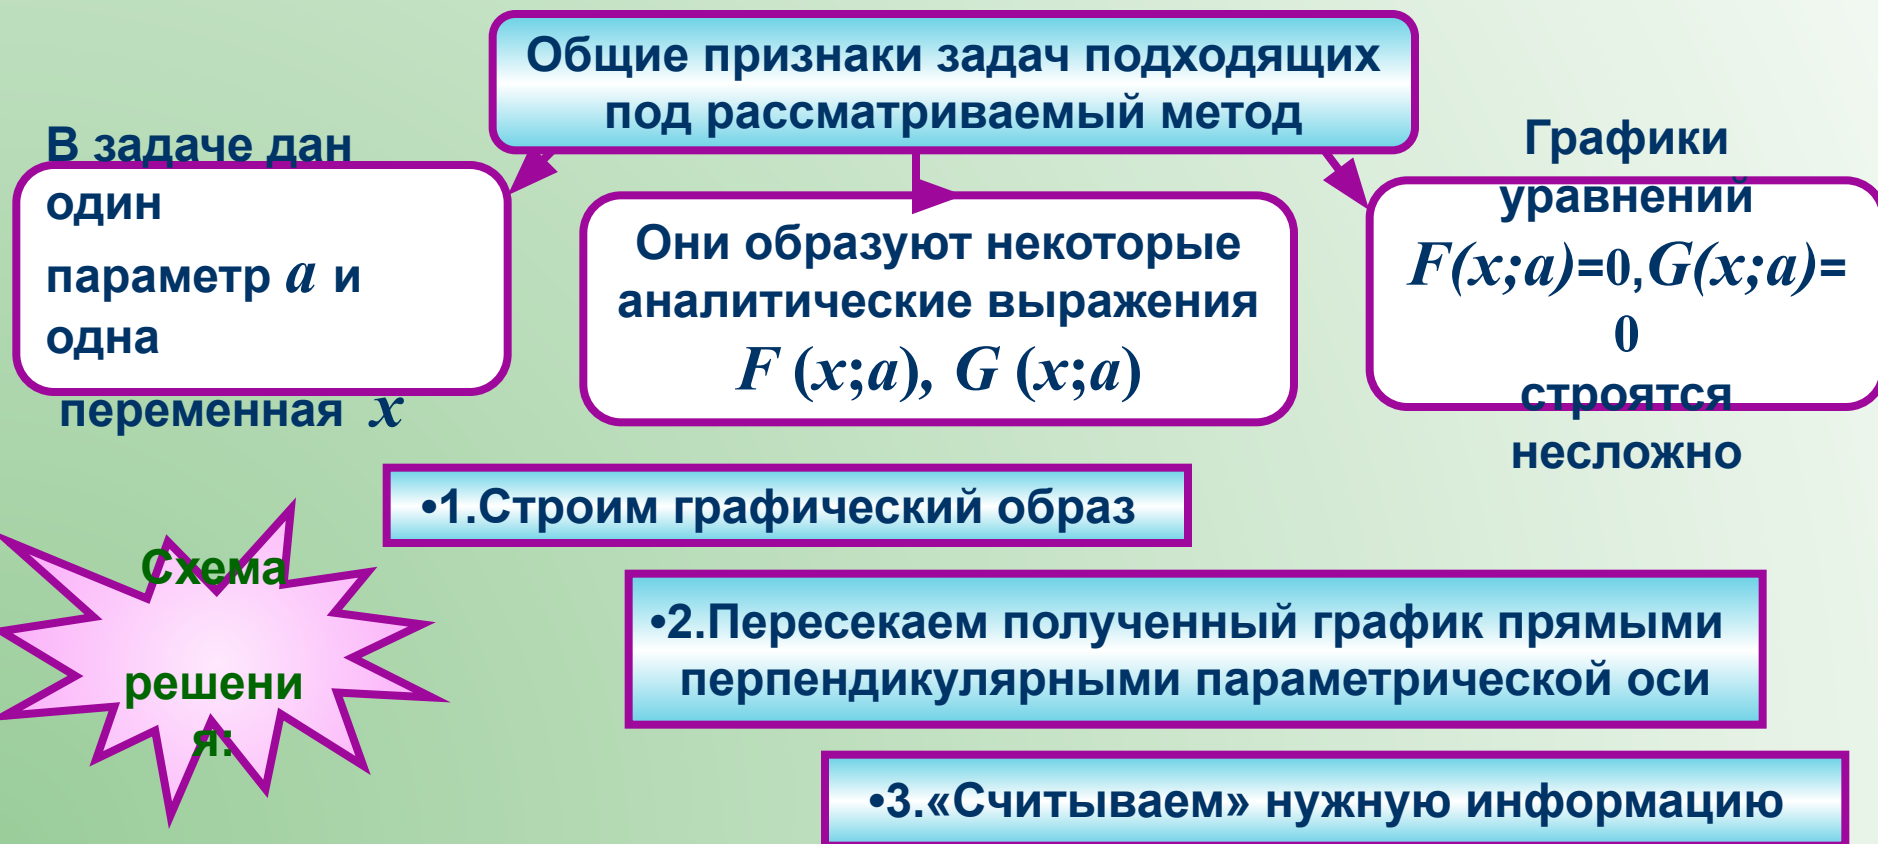 Общие признаки задач подходящих
под рассматриваемый метод
В задаче дан
один
параметр a и
одна
переменная x
Они образуют некоторые
аналитические выражения
F (x;a), G (x;a)
Графики
уравнений
F(x;a)=0,G(x;a)=
0
строятся
несложно
Схема
решени
я:
•1.Строим графический образ
•2.Пересекаем полученный график прямыми
перпендикулярными параметрической оси
•3.«Считываем» нужную информацию